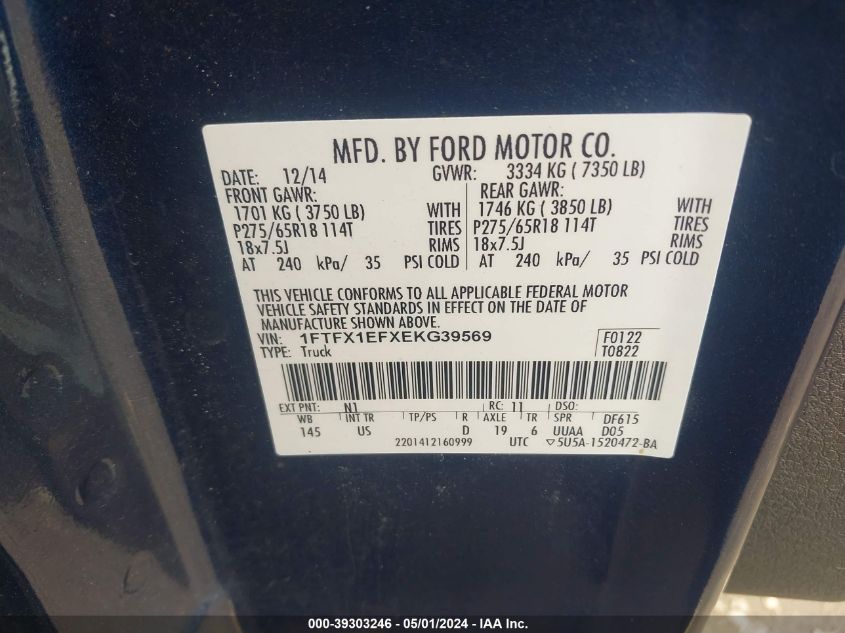 MFD. BY FORD MOTOR CO.
DATE: 12/14 GVWR: 3334 KG ( 7350 LB)
FRONT GAWR: REAR GAWR:
1701 KG ( 3750 LB) WITH 1746 KG ( 3850 LB) WITH
P275/65R18 114T TIRES P275/65R18 114T TIRES
18x7.5J RIMS 18x7.5J RIMS
AT 240 kPa/ 35 PSI COLD AT 240 kPa/ 35 PSI COLD
THIS VEHICLE CONFORMS TO ALL APPLICABLE FEDERAL MOTOR
VEHICLE SAFETY STANDARDS IN EFFECT ON THE DATE OF
MANUFACTURE SHOWN ABOVE.
VIN: 1FTFX1EFXEKG39569 F0122
TYPE: Truck T0822
EXT PNT: N1 RC: 11 DSO:
WB INT TR TP/PS R AXLE TR SPR DF615
145 US D 19 6 UUAA D05
2201412160999 UTC ▽5U5A-1520472-BA
000-39303246 - 05/01/2024 - IAA Inc.